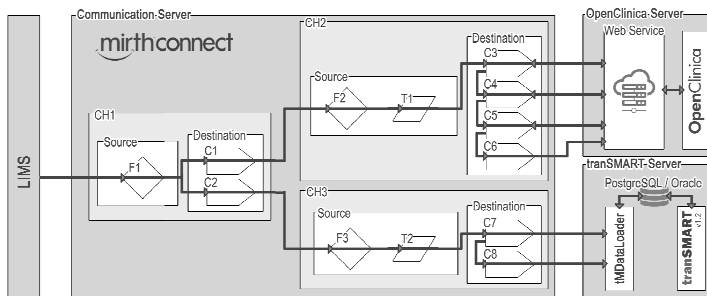 Communication-Server
OpenClinica-Server
mirth connect
CH2
Destination
Web Service
C3
Source
C4
F2
T1
C5
OpenClinica
CH1
Source
Destination
C6
C1
F1
C2
LIMS
tranSMART-Server
PostgreSQL / Oracle
CH3
Source
Destination
C7
F3
T2
C8
tMDataLoader
tranSMART
v1.2